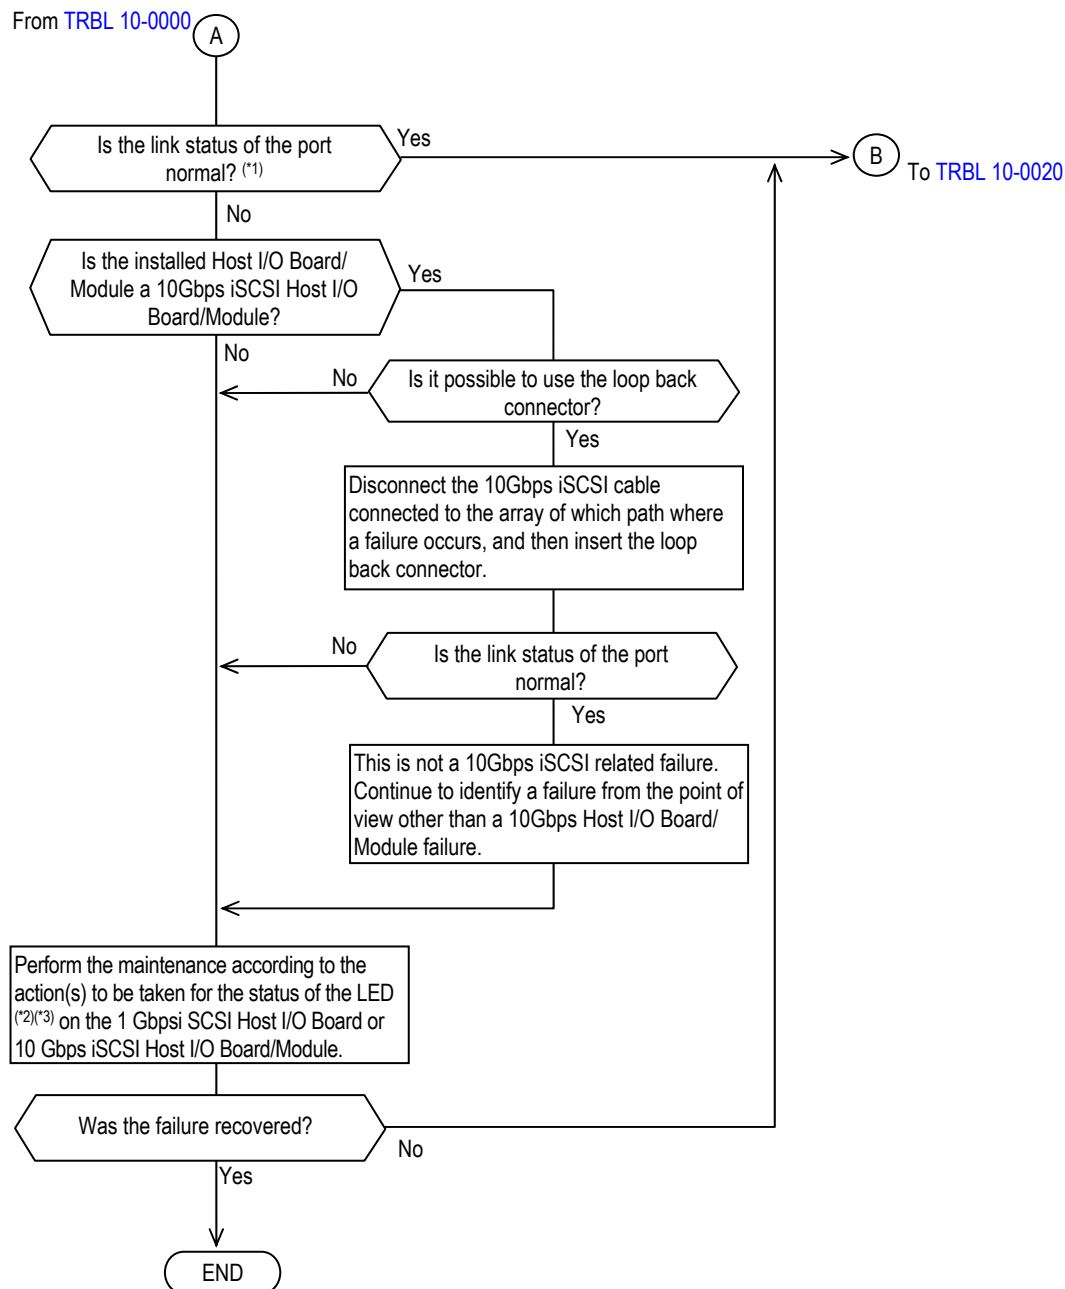 From TRBL 10-0000
A
Is the link status of the port
normal? (*1)
Yes
B
To TRBL 10-0020
No
Is the installed Host I/O Board/
Module a 10Gbps iSCSI Host I/O
Board/Module?
Yes
No
Is it possible to use the loop back
connector?
No
Yes
Disconnect the 10Gbps iSCSI cable
connected to the array of which path where
a failure occurs, and then insert the loop
back connector.
Is the link status of the port
normal?
No
Yes
This is not a 10Gbps iSCSI related failure.
Continue to identify a failure from the point of
view other than a 10Gbps Host I/O Board/
Module failure.
Perform the maintenance according to the
action(s) to be taken for the status of the LED
(*2)(*3) on the 1 Gbpsi SCSI Host I/O Board or
10 Gbps iSCSI Host I/O Board/Module.
Was the failure recovered?
No
Yes
END